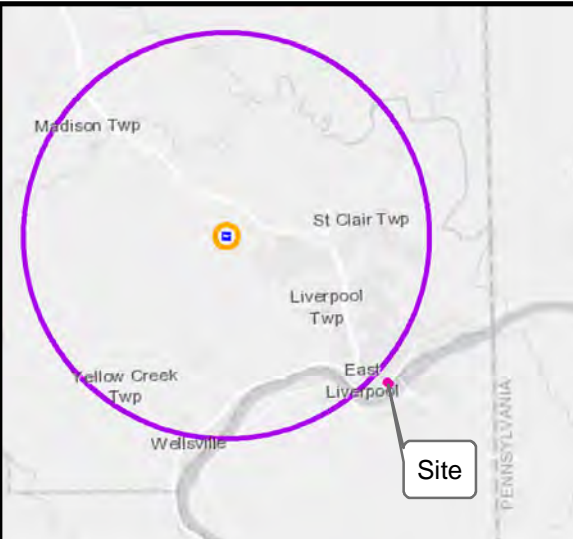 Madison Twp
St Clair Twp
Liverpool
Twp
East
Liverpool
Yellow Creek
Twp
Wellsville
Site
PENNSYLVANIA